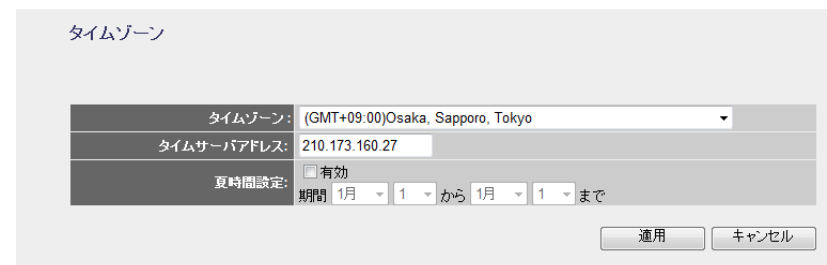 タイムゾーン
タイムゾーン: (GMT+09:00)Osaka, Sapporo, Tokyo
タイムサーバアドレス: 210.173.160.27
夏時間設定: 有効
期間 1月 1 から 1月 1 まで
適用 キャンセル